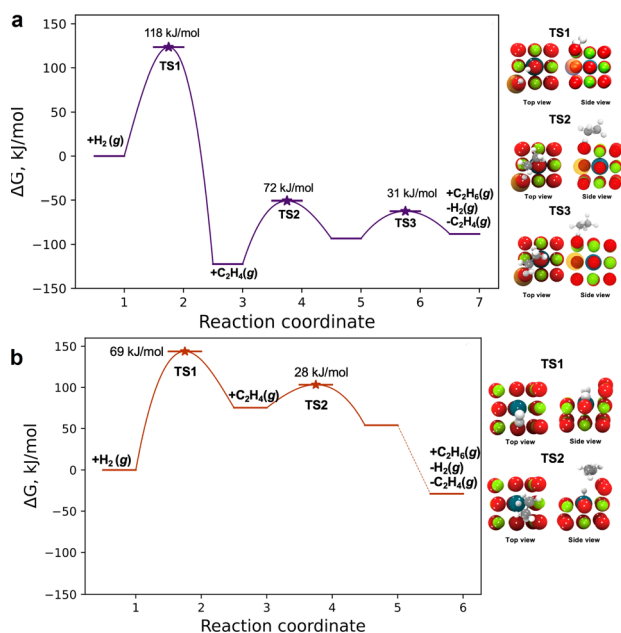 a
118 kJ/mol
TS1
+H2(g)
72 kJ/mol
TS2
31 kJ/mol
TS3
+C2H4(g)
+C2H6(g)
-H2(g)
-C2H4(g)
150
100
50
0
−50
−100
−150
ΔG, kJ/mol
1 2 3 4 5 6 7
Reaction coordinate
TS1
Top view Side view
TS2
Top view Side view
TS3
Top view Side view
b
69 kJ/mol
TS1
+H2(g)
+C2H4(g)
28 kJ/mol
TS2
+C2H6(g)
-H2(g)
-C2H4(g)
150
100
50
0
−50
−100
−150
ΔG, kJ/mol
1 2 3 4 5 6
Reaction coordinate
TS1
Top view Side view
TS2
Top view Side view